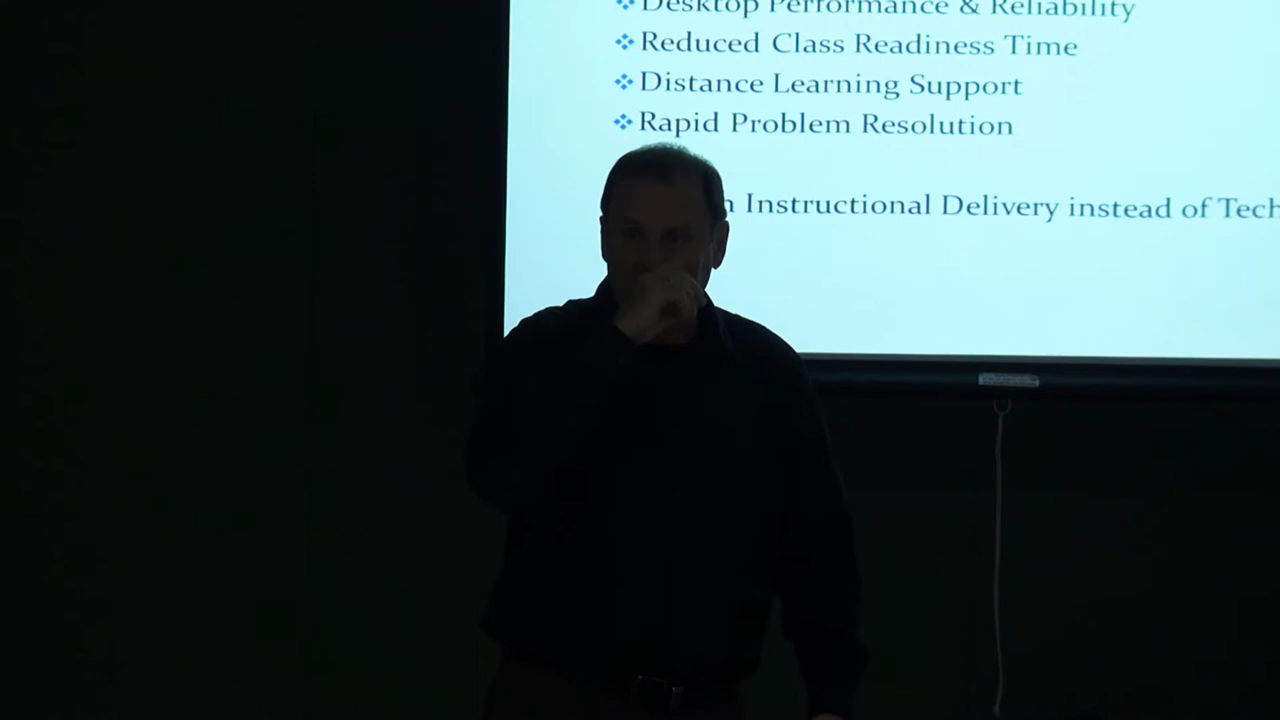 Desktop Performance & Reliability
Reduced Class Readiness Time
Distance Learning Support
Rapid Problem Resolution
Instructional Delivery instead of